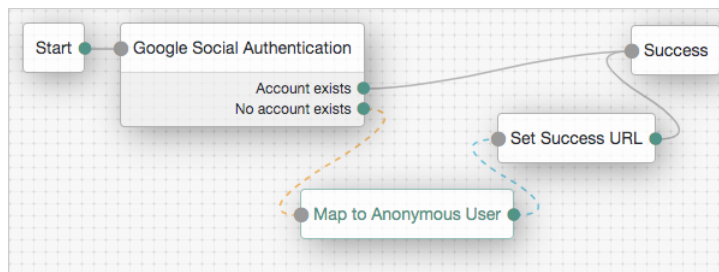 Start
Google Social Authentication
Success
Account exists
No account exists
Set Success URL
Map to Anonymous User